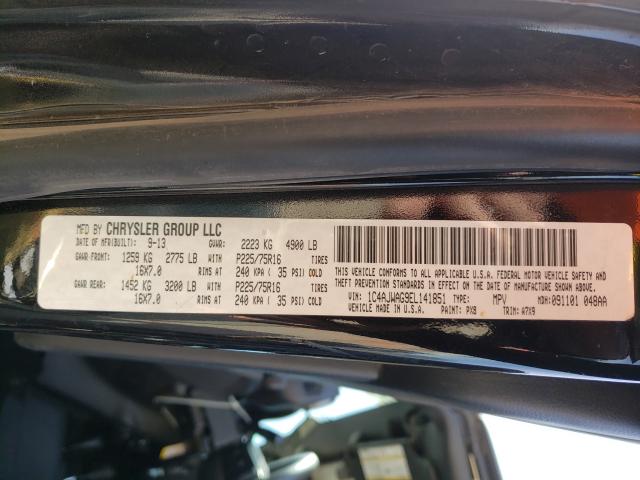 MFD BY CHRYSLER GROUP LLC
DATE OF MFR(BUILT): 9-13 GVWR: 2223 KG 4900 LB
GAWR-FRONT: 1259 KG 2775 LB P225/75R16 TIRES
16X7.0 WITH RIMS AT 240 KPA ( 35 PSI) COLD
GAWR REAR: 1452 KG 3200 LB WITH P225/75R16 TIRES
16X7.0 RIMS AT 240 KPA ( 35 PSI) COLD
THIS VEHICLE CONFORMS TO ALL APPLICABLE U.S.A. FEDERAL MOTOR VEHICLE SAFETY, BUMPER AND
THEFT PREVENTION STANDARDS IN EFFECT ON THE DATE OF MANUFACTURE SHOWN ABOVE.
VIN: 1C4AJWAG9EL141851 TYPE: MPV MDH: 091101 048AA
VEHICLE MADE IN U.S.A. PAINT: PX8 TRIM: A7X9